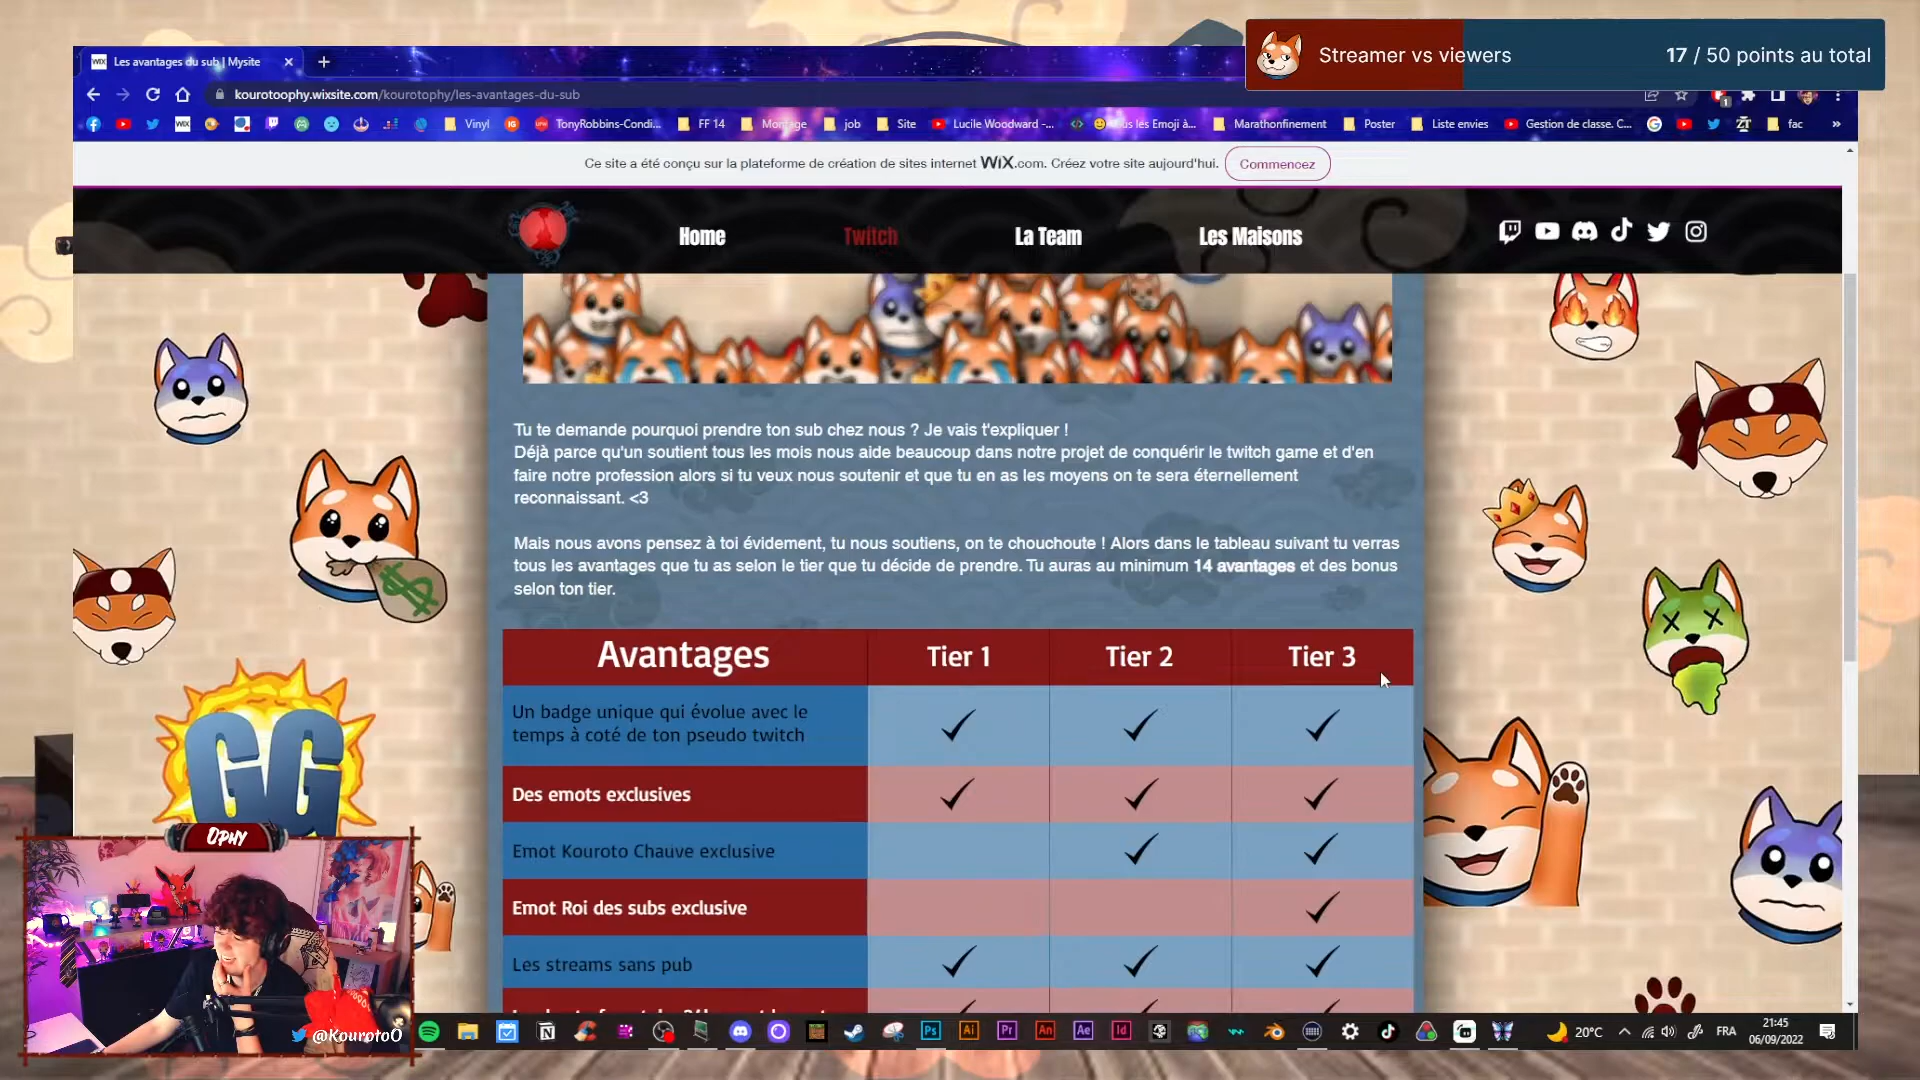 Streamer vs viewers
17 / 50 points au total
WIX Les avantages du sub | Mysite
kourotoophy.wixsite.com/kourotophy/les-avantages-du-sub
WIX
Vinyl
TonyRobbins-Condi...
FF 14
Montage
job
Site
Lucile Woodward -...
Marathonfinement
Poster
Liste envies
Gestion de classe. C...
fac
»
Ce site a été conçu sur la plateforme de création de sites internet WiX.com. Créez votre site aujourd'hui.
Commencez
Home
Twitch
La Team
Les Maisons
Tu te demande pourquoi prendre ton sub chez nous ? Je vais t'expliquer !
Déjà parce qu'un soutient tous les mois nous aide beaucoup dans notre projet de conquérir le twitch game et d'en
faire notre profession alors si tu veux nous soutenir et que tu en as les moyens on te sera éternellement
reconnaissant. <3
Mais nous avons pensez à toi évidement, tu nous soutiens, on te chouchoute ! Alors dans le tableau suivant tu verras
tous les avantages que tu as selon le tier que tu décide de prendre. Tu auras au minimum 14 avantages et des bonus
selon ton tier.
Avantages
Tier 1
Tier 2
Tier 3
Un badge unique qui évolue avec le
temps à coté de ton pseudo twitch
Des emots exclusives
Emot Kouroto Chauve exclusive
Emot Roi des subs exclusive
Les streams sans pub
GG
OPHY
@KourotoO
Ps
Ai
Pr
An
Ae
Id
20°C
FRA
21:45
06/09/2022